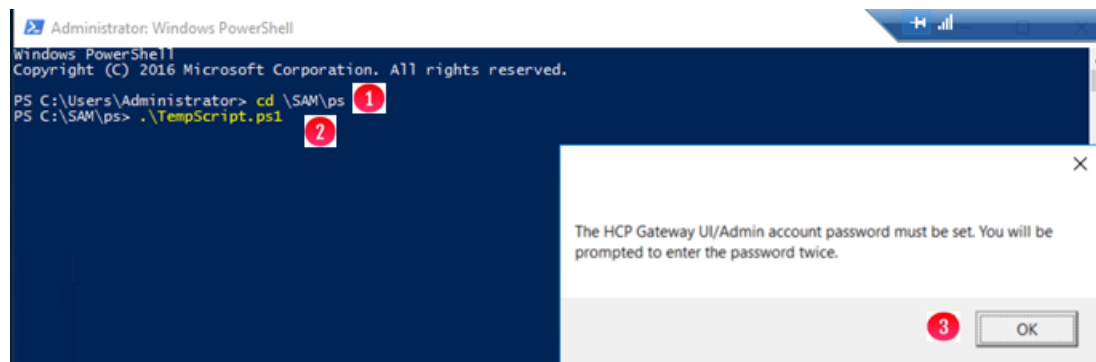 Administrator: Windows PowerShell
Windows PowerShell
Copyright (C) 2016 Microsoft Corporation. All rights reserved.
PS C:\Users\Administrator> cd \SAM\ps 1
PS C:\SAM\ps> .\TempScript.ps1
2
The HCP Gateway UI/Admin account password must be set. You will be
prompted to enter the password twice.
3 OK